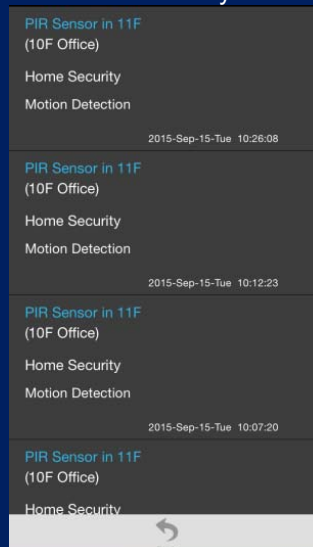 PIR Sensor in 11F
(10F Office)
Home Security
Motion Detection
2015-Sep-15-Tue 10:26:08
PIR Sensor in 11F
(10F Office)
Home Security
Motion Detection
2015-Sep-15-Tue 10:12:23
PIR Sensor in 11F
(10F Office)
Home Security
Motion Detection
2015-Sep-15-Tue 10:07:20
PIR Sensor in 11F
(10F Office)
Home Security